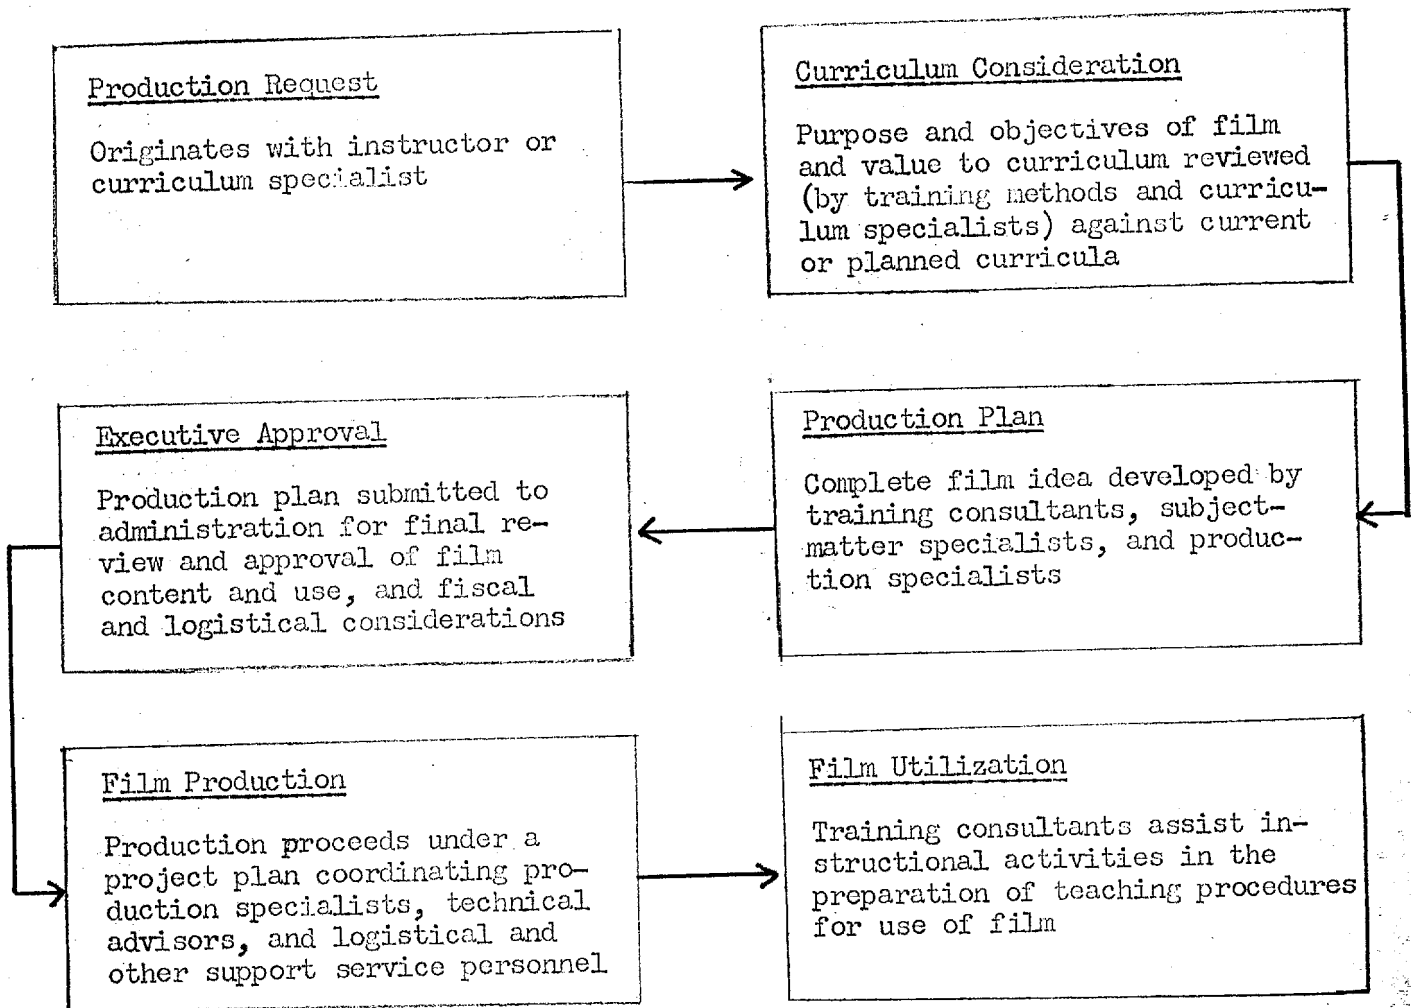 Production Request
Originates with instructor or
curriculum specialist
Curriculum Consideration
Purpose and objectives of film
and value to curriculum reviewed
(by training methods and curricu-
lum specialists) against current
or planned curricula
Production Plan
Complete film idea developed by
training consultants, subject-
matter specialists, and produc-
tion specialists
Executive Approval
Production plan submitted to
administration for final re-
view and approval of film
content and use, and fiscal
and logistical considerations
Film Production
Production proceeds under a
project plan coordinating pro-
duction specialists, technical
advisors, and logistical and
other support service personnel
Film Utilization
Training consultants assist in-
structional activities in the
preparation of teaching procedures
for use of film